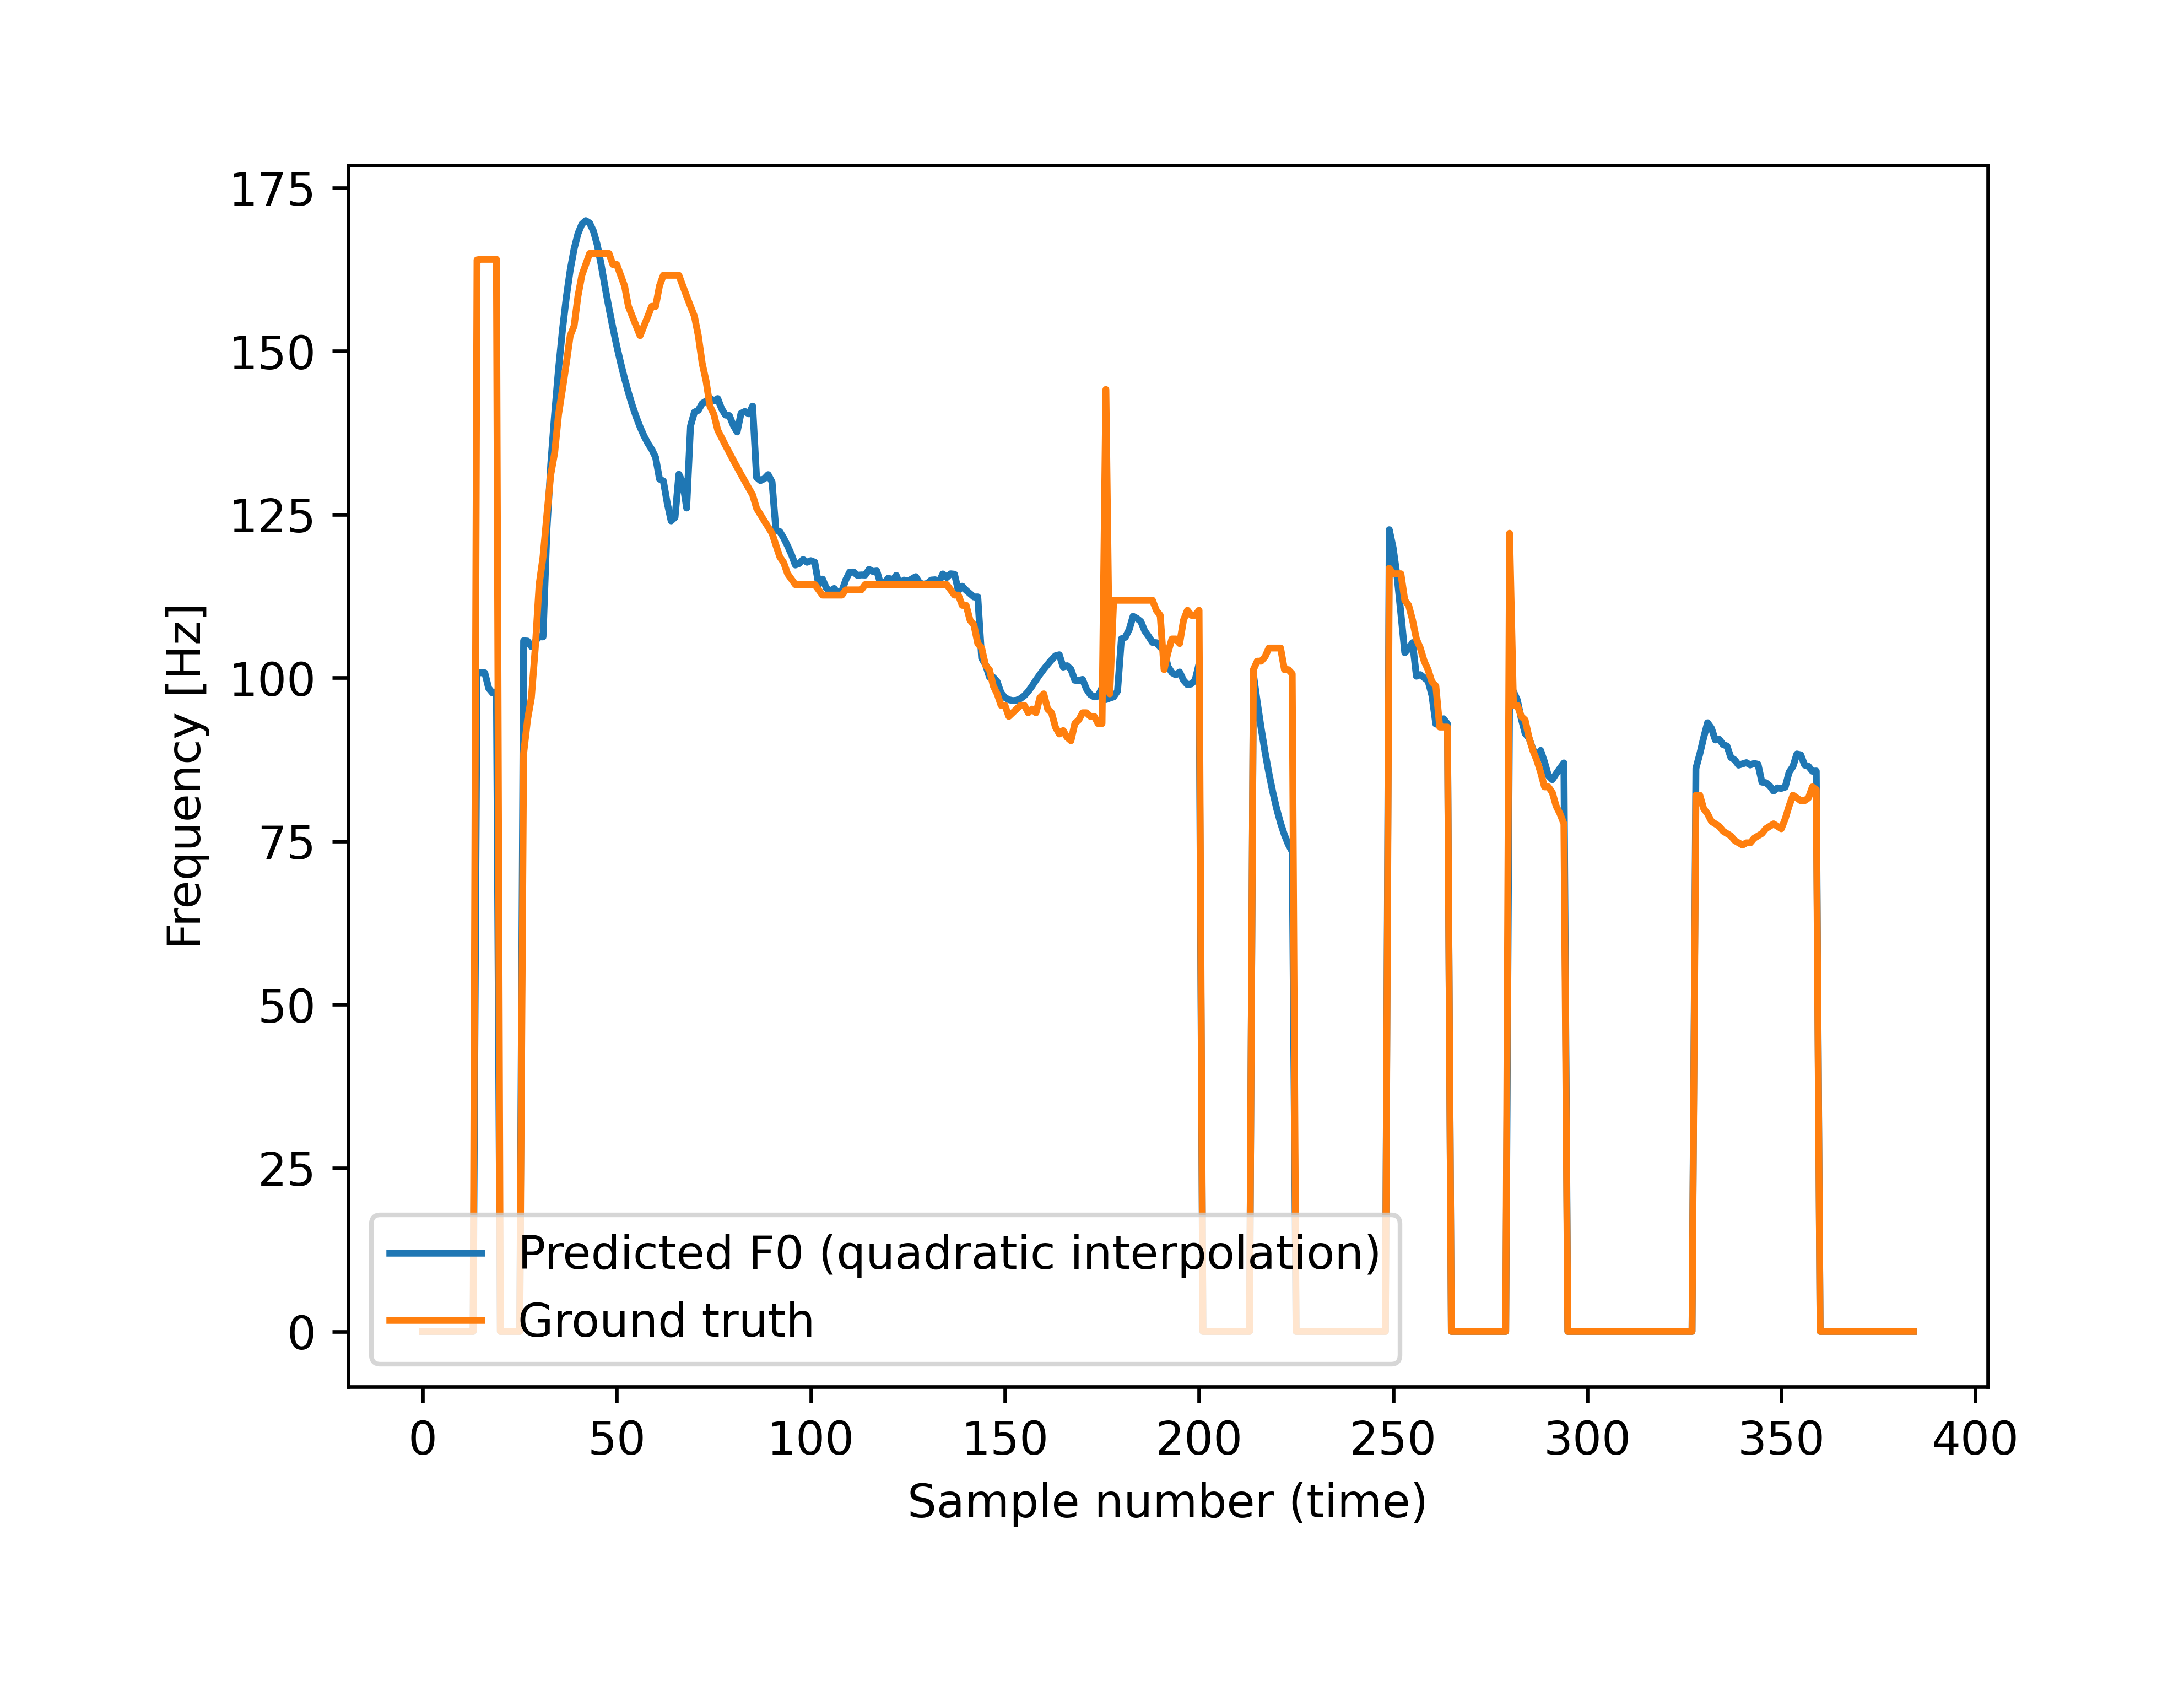 175
150
125
100
75
50
25
0
Frequency [Hz]
Predicted F0 (quadratic interpolation)
Ground truth
0 50 100 150 200 250 300 350 400
Sample number (time)